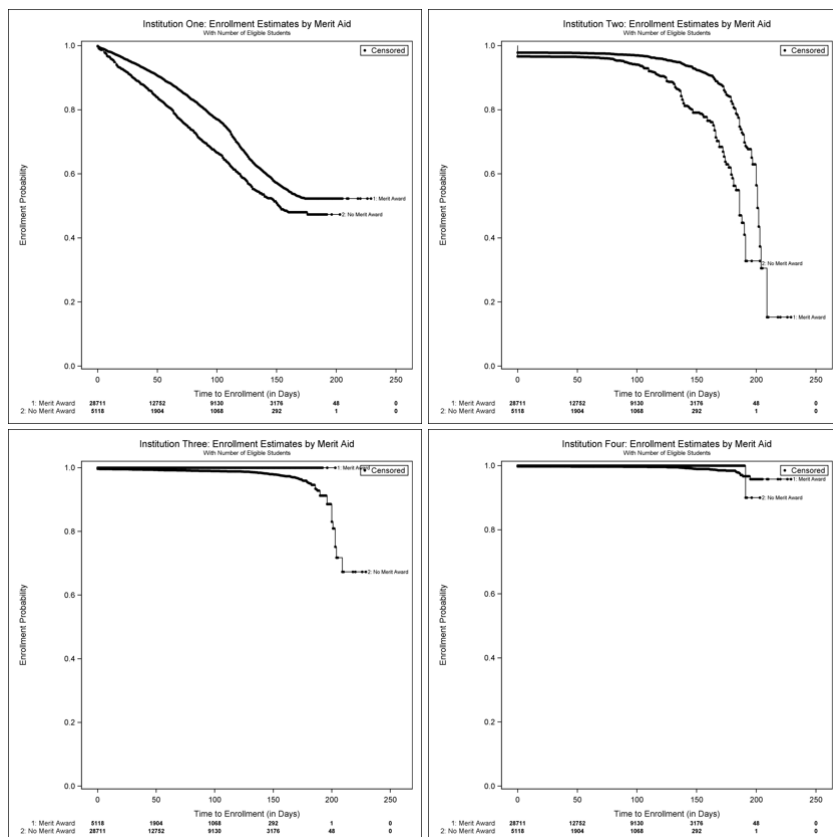 Institution One: Enrollment Estimates by Merit Aid
With Number of Eligible Students
Censored
1.0
0.8
0.6
0.4
0.2
0.0
Enrollment Probability
1: Merit Award
2: No Merit Award
0 50 100 150 200 250
Time to Enrollment (in Days)
1: Merit Award 28711 12752 9130 3176 48 0
2: No Merit Award 5118 1904 1068 292 1 0
Institution Two: Enrollment Estimates by Merit Aid
With Number of Eligible Students
Censored
1.0
0.8
0.6
0.4
0.2
0.0
Enrollment Probability
2: No Merit Award
1: Merit Award
0 50 100 150 200 250
Time to Enrollment (in Days)
1: Merit Award 28711 12752 9130 3176 48 0
2: No Merit Award 5118 1904 1068 292 1 0
Institution Three: Enrollment Estimates by Merit Aid
With Number of Eligible Students
1: Merit Award
Censored
1.0
0.8
0.6
0.4
0.2
0.0
Enrollment Probability
2: No Merit Award
0 50 100 150 200 250
Time to Enrollment (in Days)
1: Merit Award 5118 1904 1068 292 1 0
2: No Merit Award 28711 12752 9130 3176 48 0
Institution Four: Enrollment Estimates by Merit Aid
With Number of Eligible Students
Censored
1.0
0.8
0.6
0.4
0.2
0.0
Enrollment Probability
1: Merit Award
2: No Merit Award
0 50 100 150 200 250
Time to Enrollment (in Days)
1: Merit Award 28711 12752 9130 3176 48 0
2: No Merit Award 5118 1904 1068 292 1 0